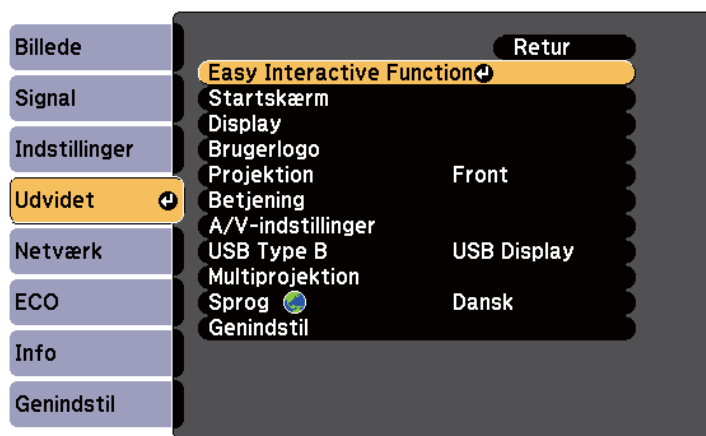 Billede
Signal
Indstillinger
Udvidet
Netværk
ECO
Info
Genindstil
Retur
Easy Interactive Function
Startskærm
Display
Brugerlogo
Projektion Front
Betjening
A/V-indstillinger
USB Type B USB Display
Multiprojektion
Sprog Dansk
Genindstil